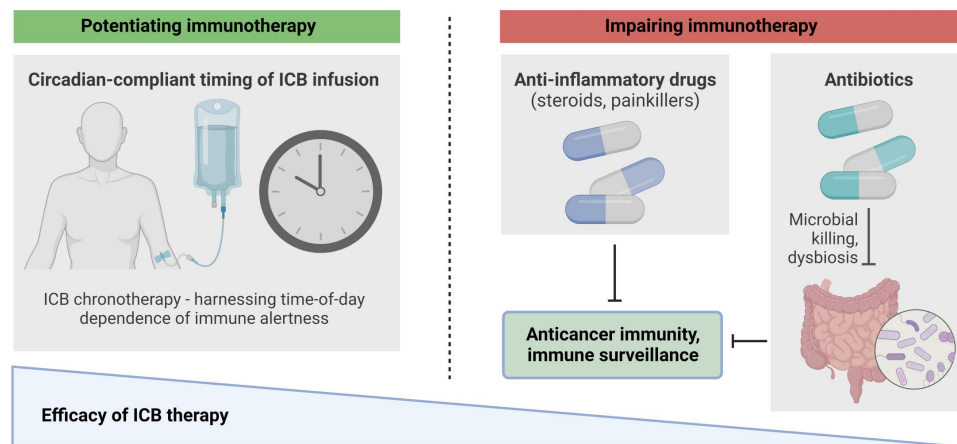 Potentiating immunotherapy
Circadian-compliant timing of ICB infusion
ICB chronotherapy - harnessing time-of-day
dependence of immune alertness
Impairing immunotherapy
Anti-inflammatory drugs
(steroids, painkillers)
Antibiotics
Microbial
killing,
dysbiosis
Anticancer immunity,
immune surveillance
Efficacy of ICB therapy